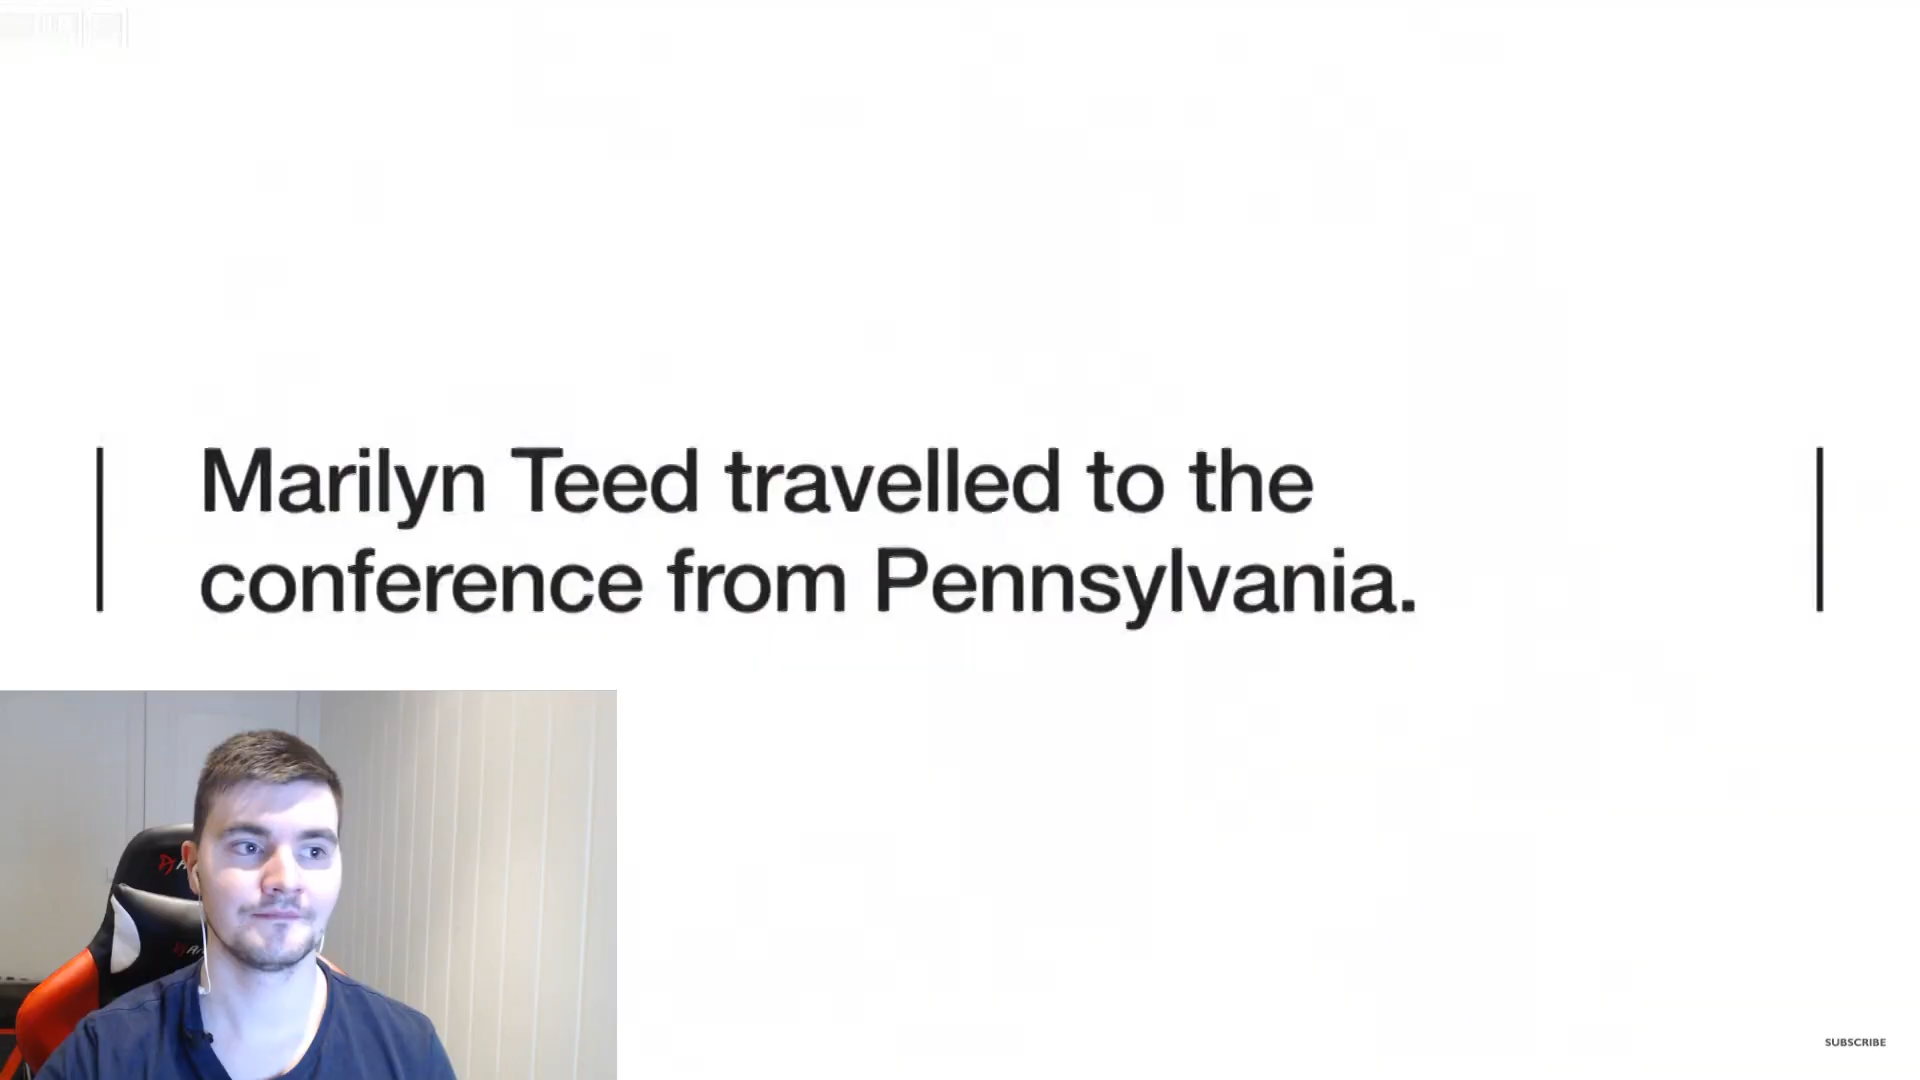 Marilyn Teed travelled to the
conference from Pennsylvania.
SUBSCRIBE